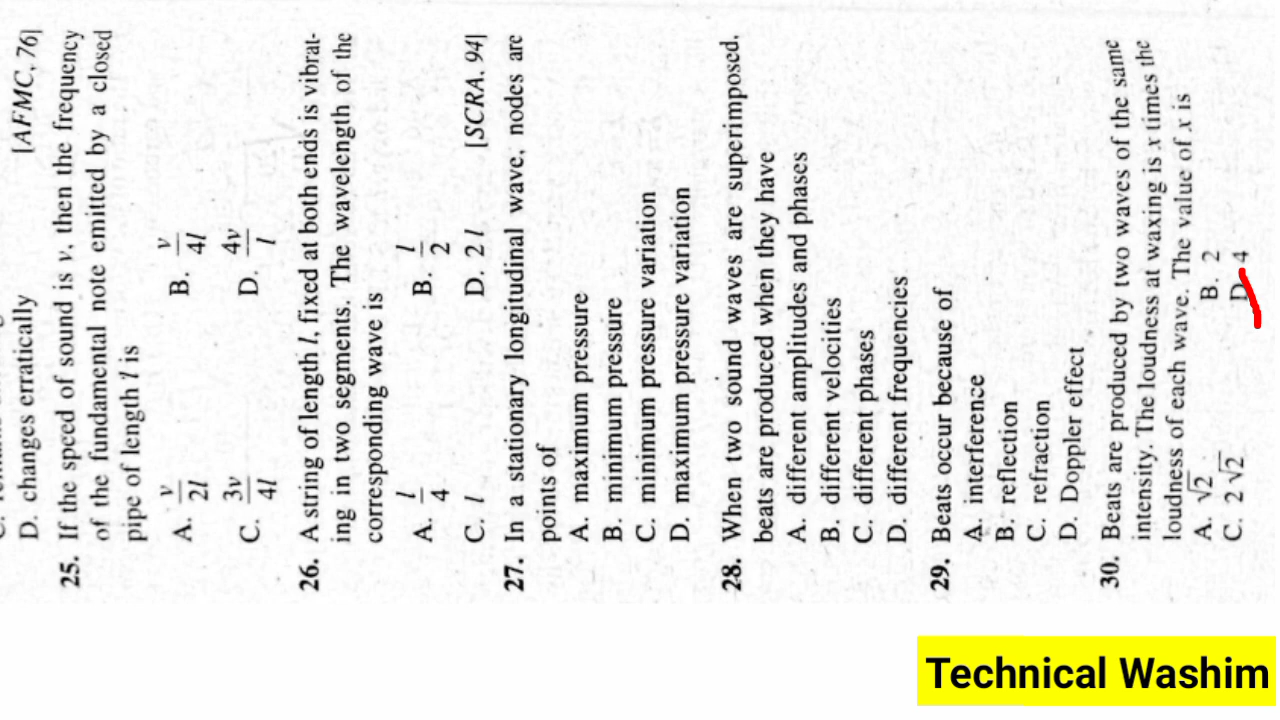 D. changes erratically [AFMC, 76]
25. If the speed of sound is v, then the frequency
of the fundamental note emitted by a closed
pipe of length l is
A. v/2l B. v/4l
C. 3v/4l D. 4v/l
26. A string of length l, fixed at both ends is vibrat-
ing in two segments. The wavelength of the
corresponding wave is
A. l/4 B. l/2
C. l D. 2 l [SCRA, 94]
27. In a stationary longitudinal wave, nodes are
points of
A. maximum pressure
B. minimum pressure
C. minimum pressure variation
D. maximum pressure variation
28. When two sound waves are superimposed,
beats are produced when they have
A. different amplitudes and phases
B. different velocities
C. different phases
D. different frequencies
29. Beats occur because of
A. interference
B. reflection
C. refraction
D. Doppler effect
30. Beats are produced by two waves of the same
intensity. The loudness at waxing is x times the
loudness of each wave. The value of x is
A. √2 B. 2
C. 2√2 D. 4
Technical Washim